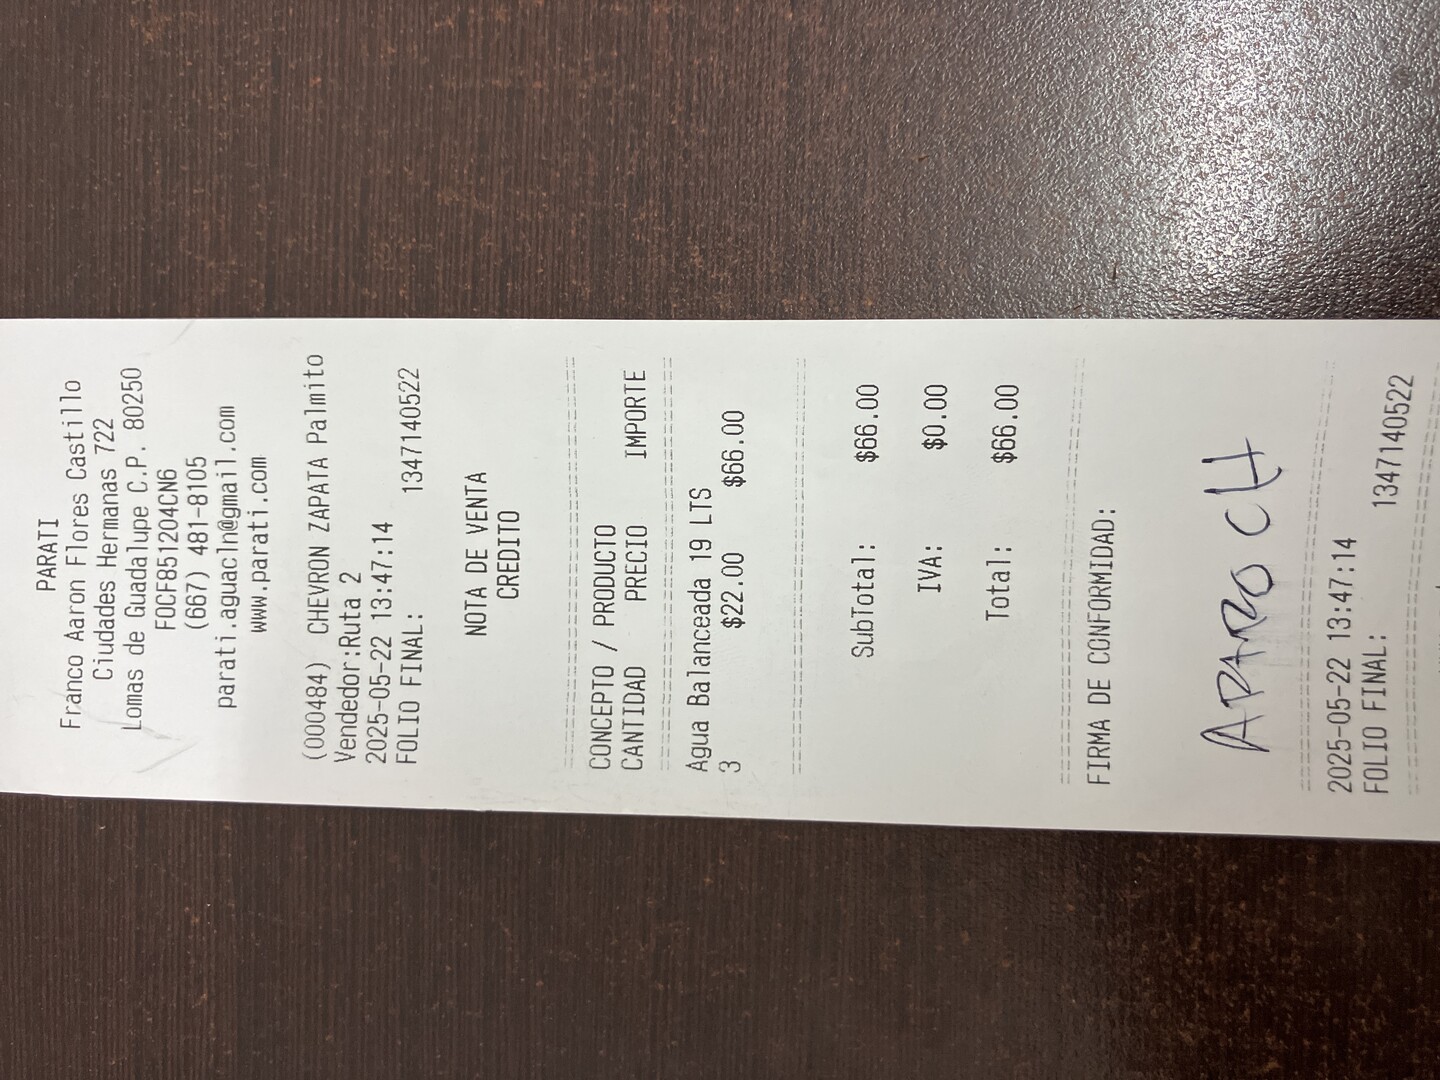 PARATI
Franco Aaron Flores Castillo
Ciudades Hermanas 722
Lomas de Guadalupe C.P. 80250
FOCF851204CN6
(667) 481-8105
parati.aguacln@gmail.com
www.parati.com
(000484) CHEVRON ZAPATA Palmito
Vendedor:Ruta 2
2025-05-22 13:47:14
FOLIO FINAL: 1347140522
NOTA DE VENTA
CREDITO
CONCEPTO / PRODUCTO
CANTIDAD PRECIO IMPORTE
Agua Balanceada 19 LTS
3 $22.00 $66.00
SubTotal: $66.00
IVA: $0.00
Total: $66.00
FIRMA DE CONFORMIDAD:
2025-05-22 13:47:14
FOLIO FINAL: 1347140522